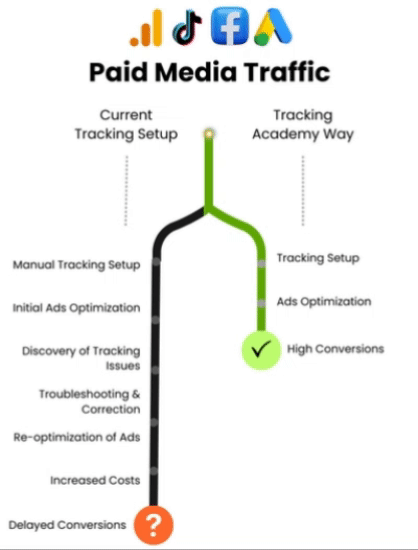 Paid Media Traffic
Current
Tracking Setup
Tracking
Academy Way
Manual Tracking Setup
Initial Ads Optimization
Discovery of Tracking
Issues
Troubleshooting &
Correction
Re-optimization of Ads
Increased Costs
Delayed Conversions
?
Tracking Setup
Ads Optimization
High Conversions